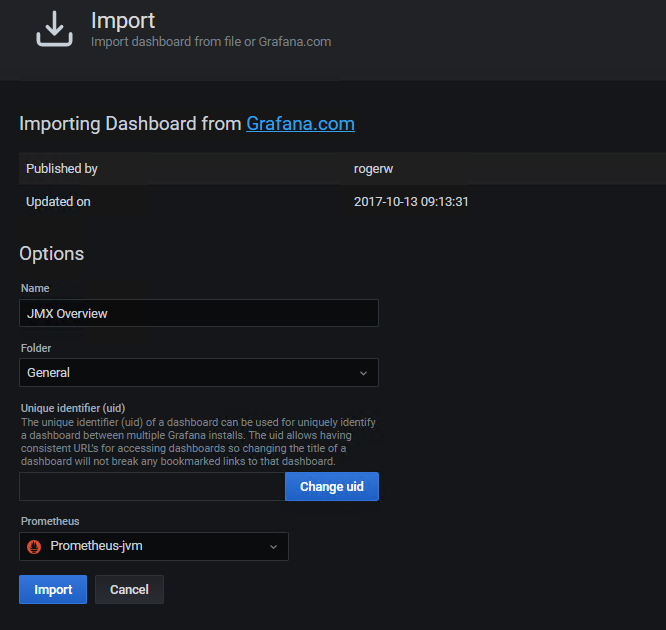 Import
Import dashboard from file or Grafana.com
Importing Dashboard from Grafana.com
Published by rogerw
Updated on 2017-10-13 09:13:31
Options
Name
JMX Overview
Folder
General
Unique identifier (uid)
The unique identifier (uid) of a dashboard can be used for uniquely identify
a dashboard between multiple Grafana installs. The uid allows having
consistent URL's for accessing dashboards so changing the title of a
dashboard will not break any bookmarked links to that dashboard.
Change uid
Prometheus
Prometheus-jvm
Import Cancel